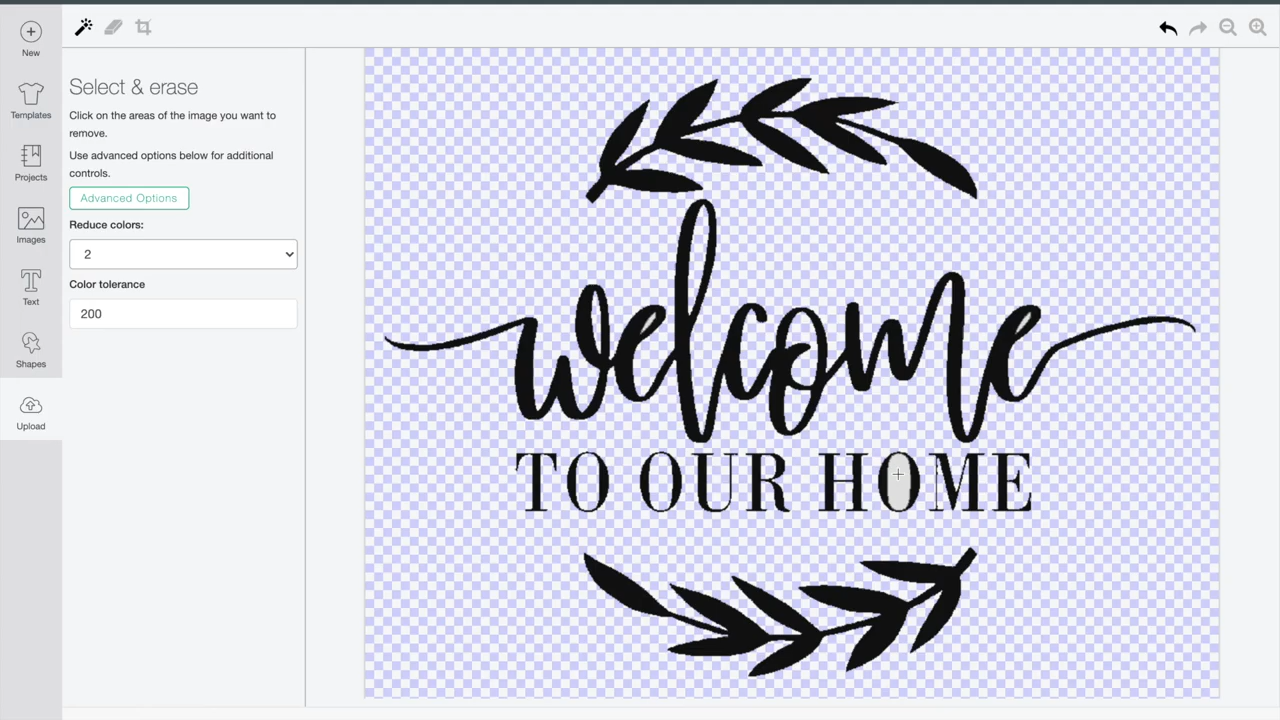 New
Templates
Projects
Images
Text
Shapes
Upload
Select & erase
Click on the areas of the image you want to
remove.
Use advanced options below for additional
controls.
Advanced Options
Reduce colors:
2
Color tolerance
200
welcome
TO OUR HOME